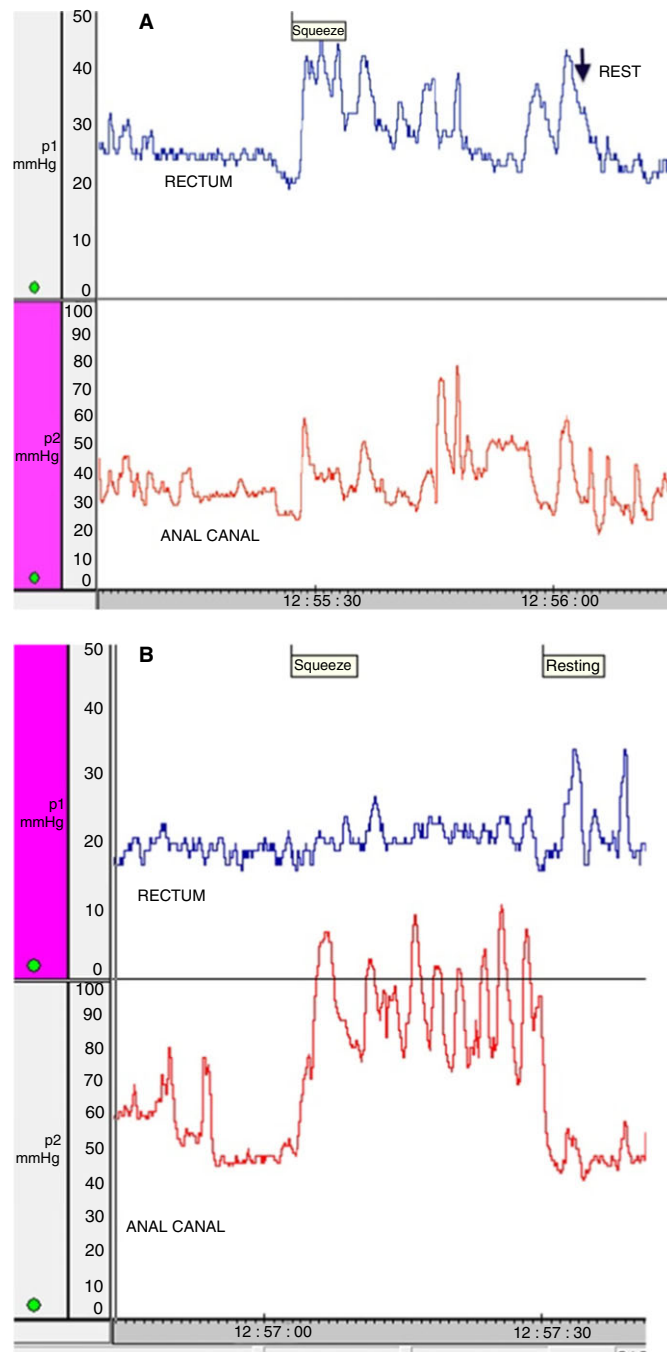 A
50
40
30
20
10
0
p1
mmHg
Squeeze
REST
RECTUM
100
90
80
70
60
50
40
30
20
10
0
p2
mmHg
ANAL CANAL
12 : 55 : 30
12 : 56 : 00
B
50
40
30
20
10
0
p1
mmHg
Squeeze
Resting
RECTUM
100
90
80
70
60
50
40
30
20
10
0
p2
mmHg
ANAL CANAL
12 : 57 : 00
12 : 57 : 30